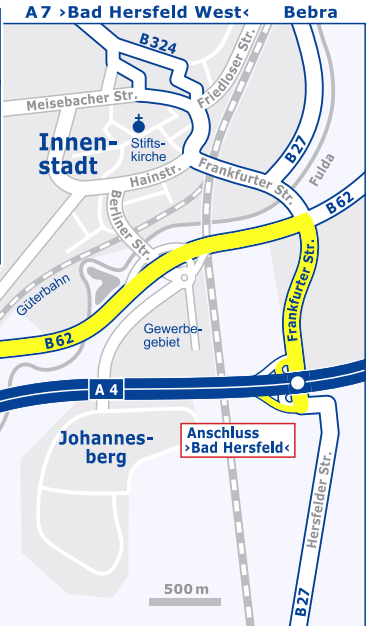 A7 ›Bad Hersfeld West‹
Bebra
B324
Friedloser Str.
Meisebacher Str.
Innen-
stadt
Stifts-
kirche
B27
Fulda
Hainstr.
Frankfurter Str.
B62
Berliner Str.
Güterbahn
Frankfurter Str.
B62
Gewerbe-
gebiet
A 4
Johannes-
berg
Anschluss
›Bad Hersfeld‹
Hersfelder Str.
500 m
B27